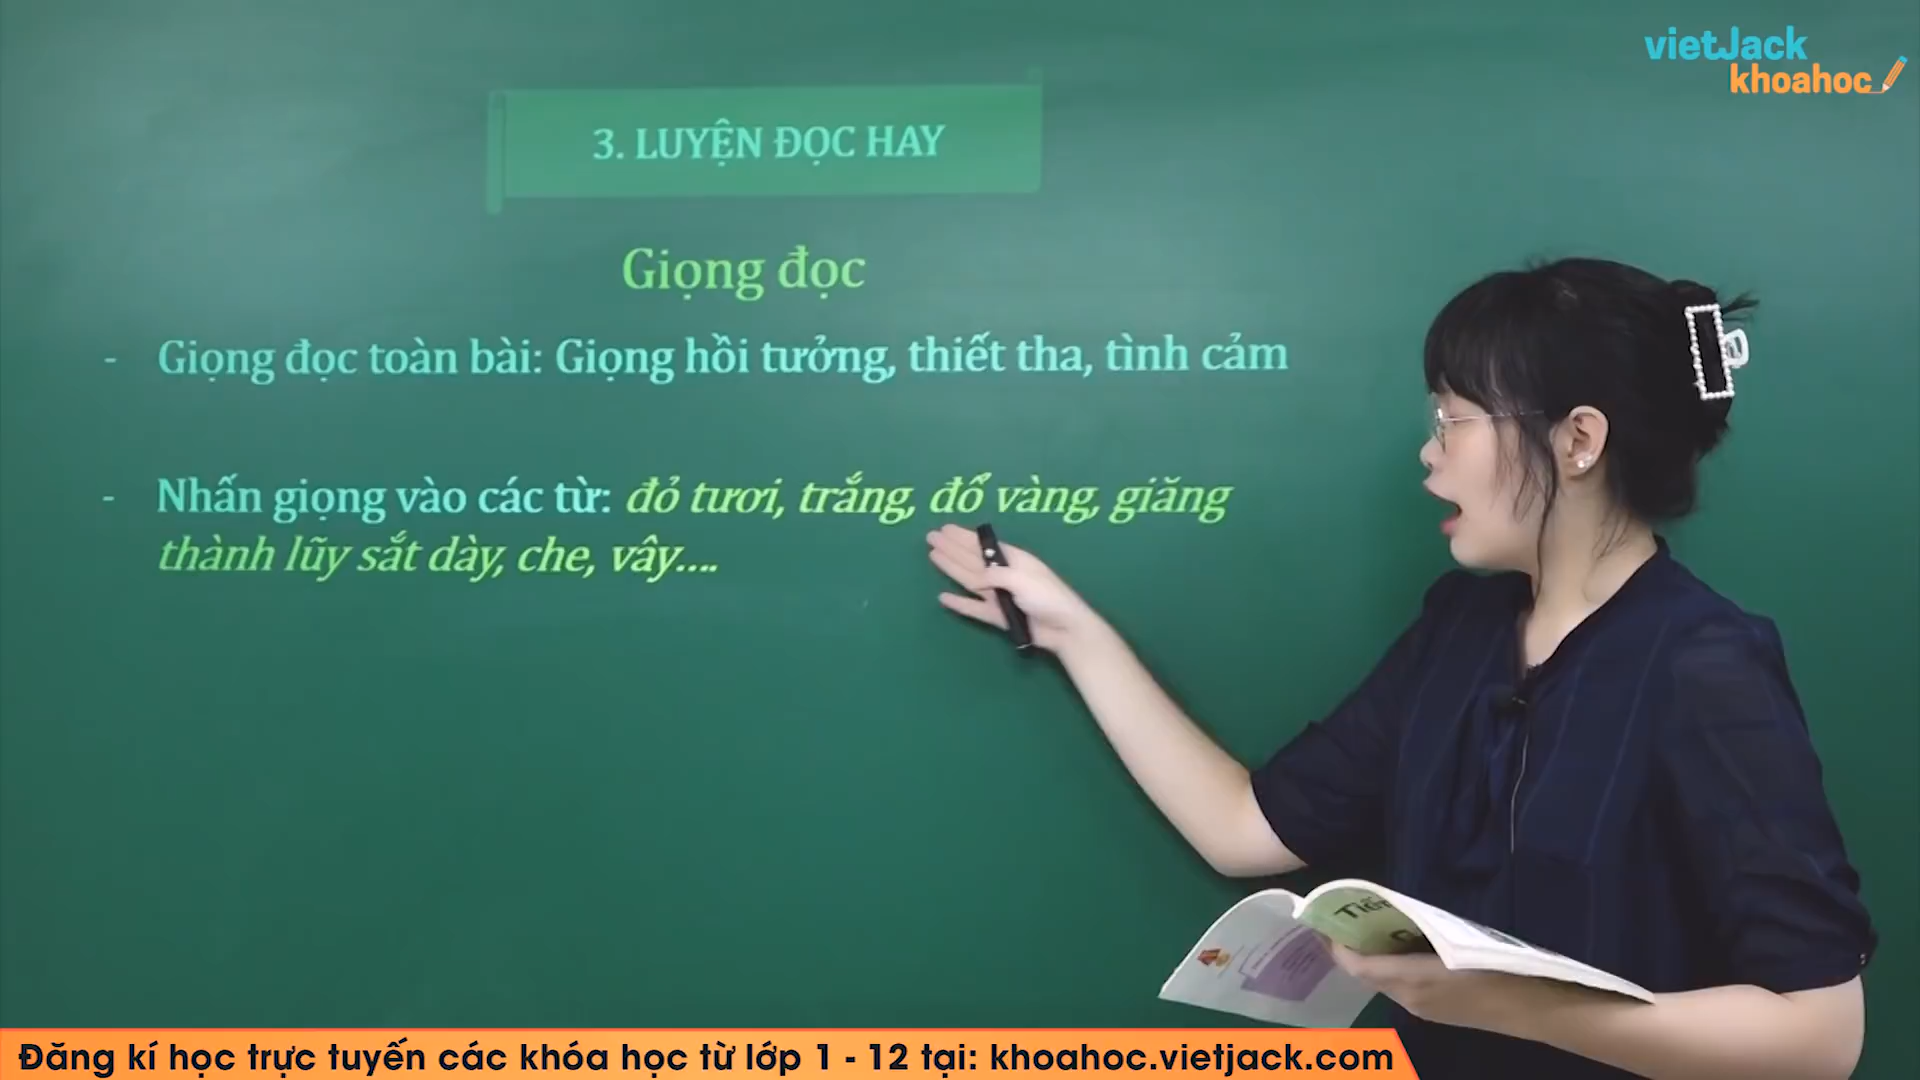 vietJack
khoahoc
3. LUYỆN ĐỌC HAY
Giọng đọc
- Giọng đọc toàn bài: Giọng hồi tưởng, thiết tha, tình cảm
- Nhấn giọng vào các từ: đỏ tươi, trắng, đổ vàng, giăng
thành lũy sắt dày, che, vây....
Đăng kí học trực tuyến các khóa học từ lớp 1 - 12 tại: khoahoc.vietjack.com